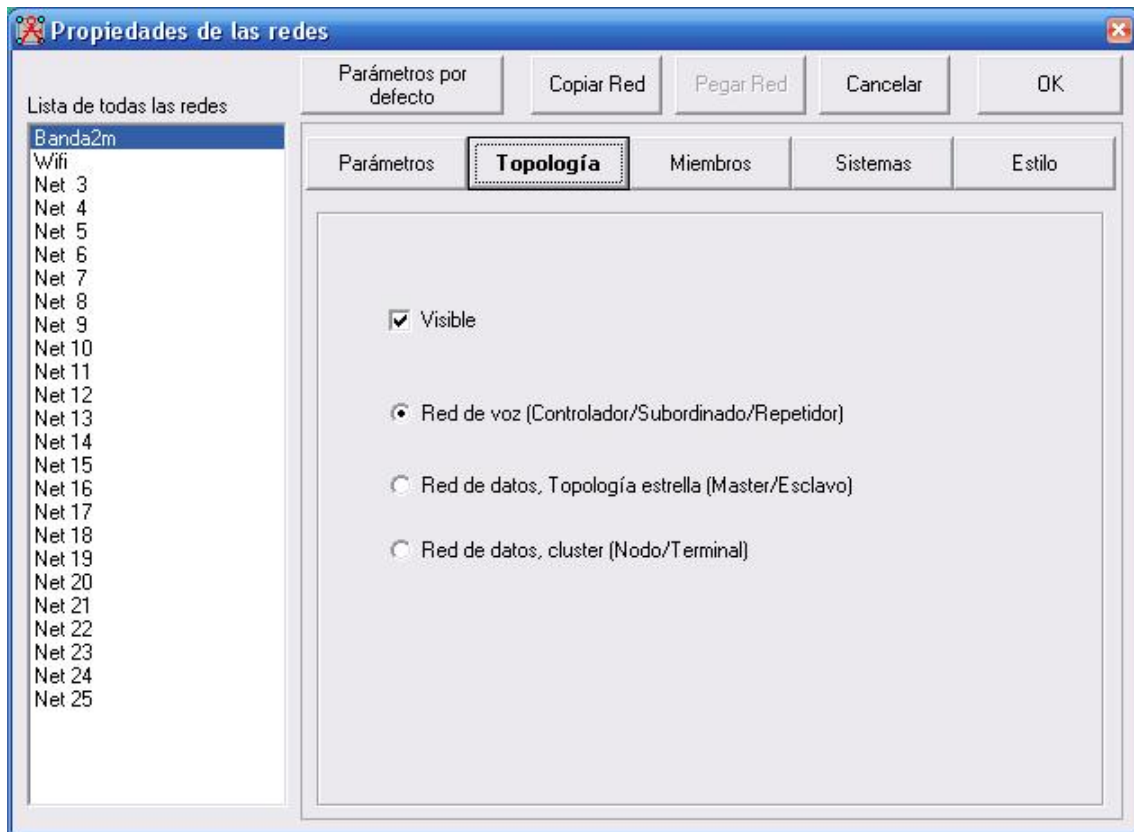 Propiedades de las redes
Parámetros por
defecto
Copiar Red
Pegar Red
Cancelar
OK
Lista de todas las redes
Banda2m
Wifi
Net 3
Net 4
Net 5
Net 6
Net 7
Net 8
Net 9
Net 10
Net 11
Net 12
Net 13
Net 14
Net 15
Net 16
Net 17
Net 18
Net 19
Net 20
Net 21
Net 22
Net 23
Net 24
Net 25
Parámetros
Topología
Miembros
Sistemas
Estilo
Visible
Red de voz (Controlador/Subordinado/Repetidor)
Red de datos, Topología estrella (Master/Esclavo)
Red de datos, cluster (Nodo/Terminal)